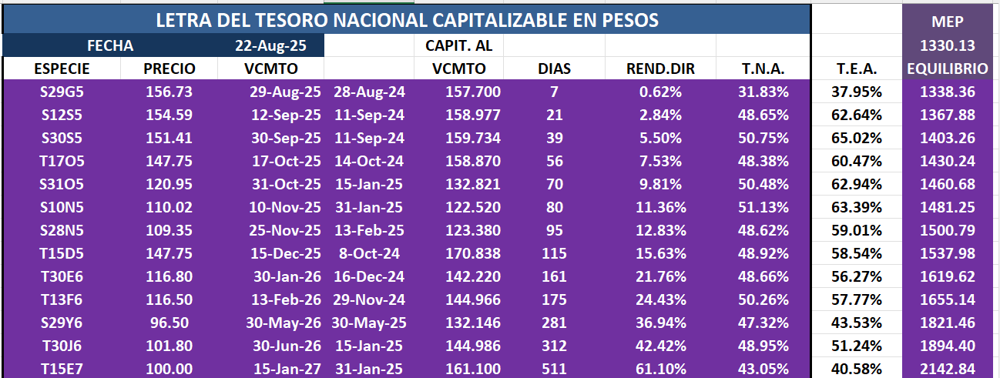 LETRA DEL TESORO NACIONAL CAPITALIZABLE EN PESOS MEP
FECHA 22-Aug-25 CAPIT. AL 1330.13
ESPECIE PRECIO VCMTO VCMTO DIAS REND.DIR T.N.A. T.E.A. EQUILIBRIO
S29G5 156.73 29-Aug-25 28-Aug-24 157.700 7 0.62% 31.83% 37.95% 1338.36
S12S5 154.59 12-Sep-25 11-Sep-24 158.977 21 2.84% 48.65% 62.64% 1367.88
S30S5 151.41 30-Sep-25 11-Sep-24 159.734 39 5.50% 50.75% 65.02% 1403.26
T17O5 147.75 17-Oct-25 14-Oct-24 158.870 56 7.53% 48.38% 60.47% 1430.24
S31O5 120.95 31-Oct-25 15-Jan-25 132.821 70 9.81% 50.48% 62.94% 1460.68
S10N5 110.02 10-Nov-25 31-Jan-25 122.520 80 11.36% 51.13% 63.39% 1481.25
S28N5 109.35 25-Nov-25 13-Feb-25 123.380 95 12.83% 48.62% 59.01% 1500.79
T15D5 147.75 15-Dec-25 8-Oct-24 170.838 115 15.63% 48.92% 58.54% 1537.98
T30E6 116.80 30-Jan-26 16-Dec-24 142.220 161 21.76% 48.66% 56.27% 1619.62
T13F6 116.50 13-Feb-26 29-Nov-24 144.966 175 24.43% 50.26% 57.77% 1655.14
S29Y6 96.50 30-May-26 30-May-25 132.146 281 36.94% 47.32% 43.53% 1821.46
T30J6 101.80 30-Jun-26 15-Jan-25 144.986 312 42.42% 48.95% 51.24% 1894.40
T15E7 100.00 15-Jan-27 31-Jan-25 161.100 511 61.10% 43.05% 40.58% 2142.84